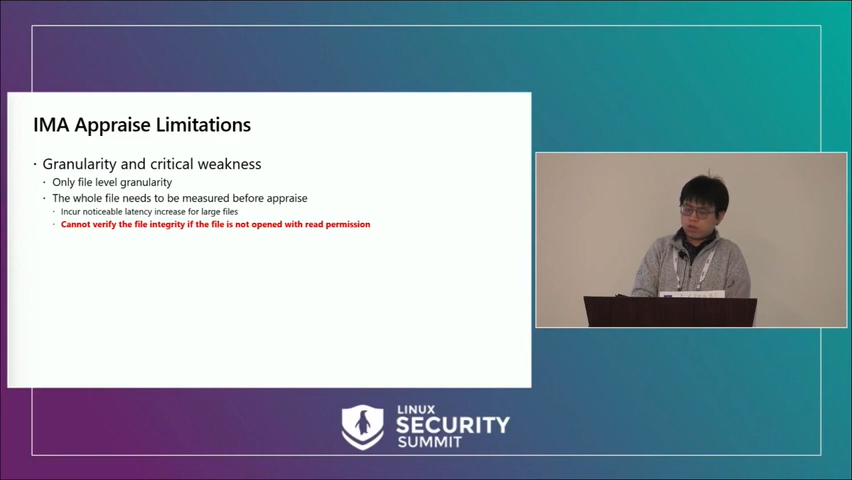 IMA Appraise Limitations
· Granularity and critical weakness
· Only file level granularity
· The whole file needs to be measured before appraise
· Incur noticeable latency increase for large files
· Cannot verify the file integrity if the file is not opened with read permission
LINUX
SECURITY
SUMMIT